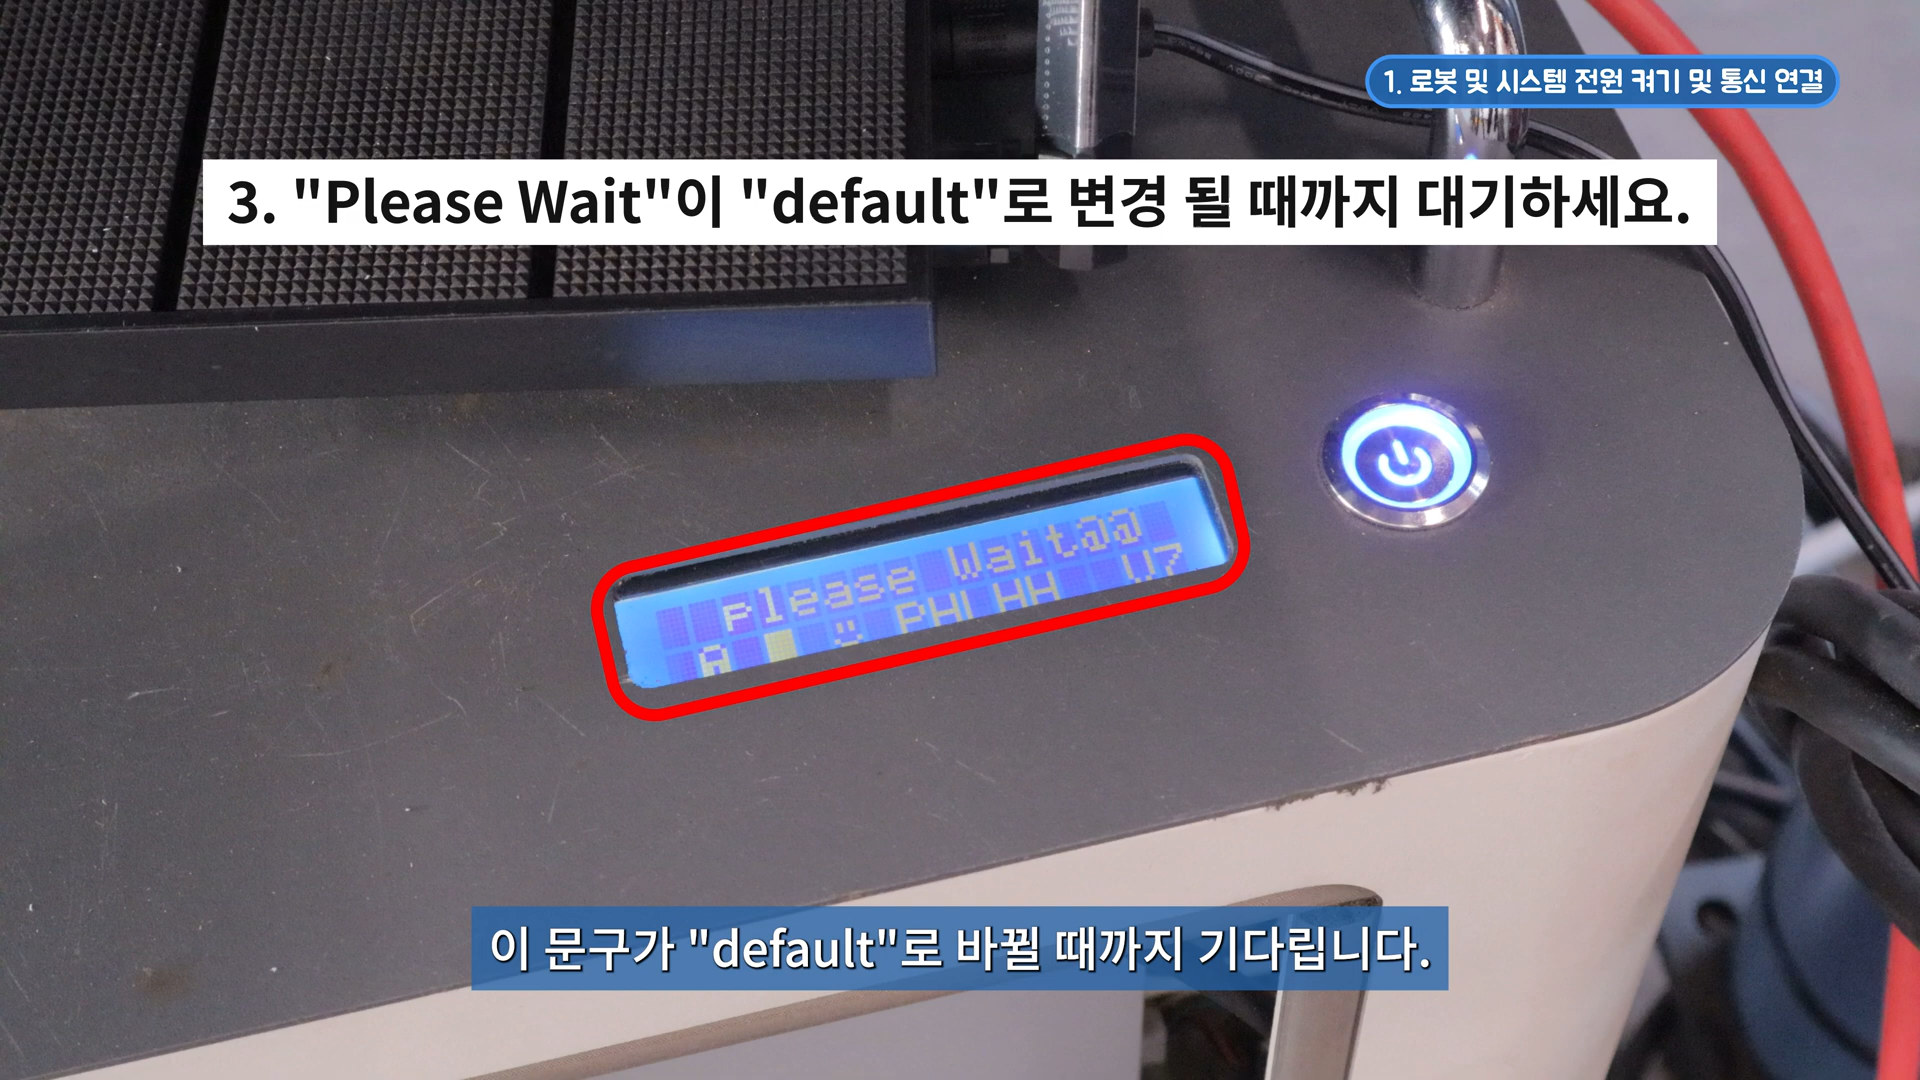 1. 로봇 및 시스템 전원 켜기 및 통신 연결
3. "Please Wait"이 "default"로 변경 될 때까지 대기하세요.
Please Wait@@
이 문구가 "default"로 바뀔 때까지 기다립니다.